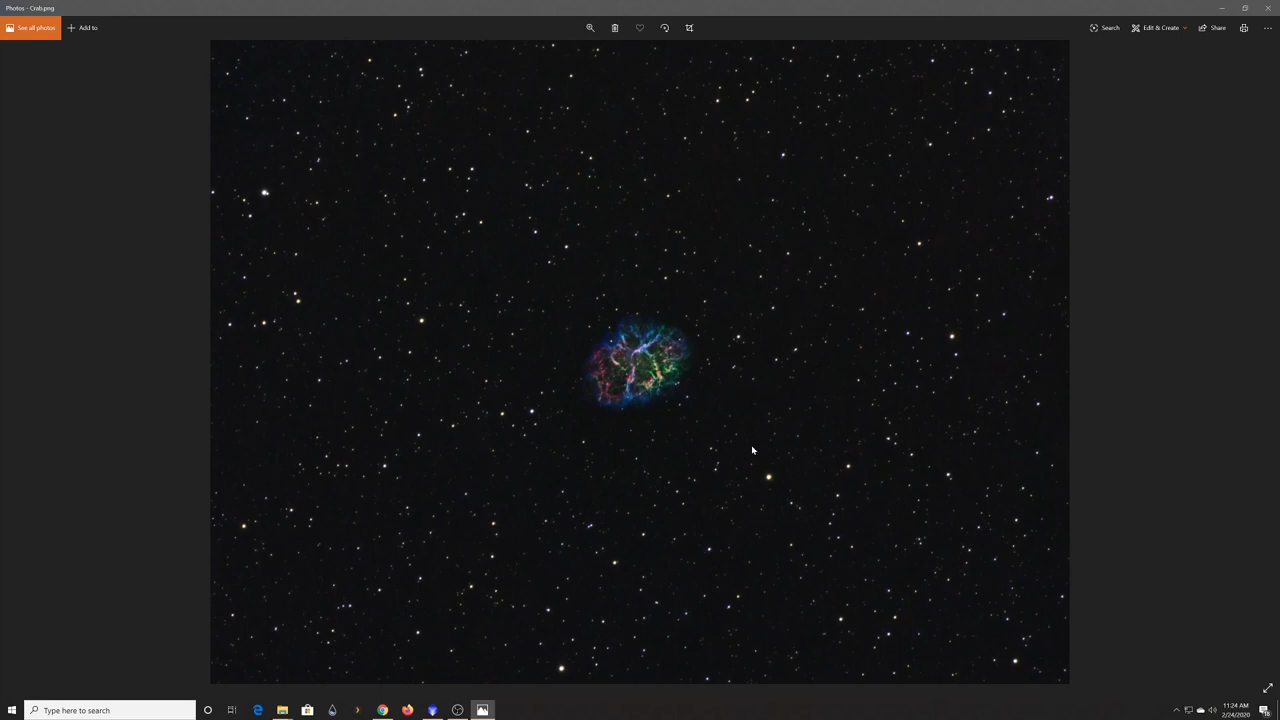 Photos - Crab.png
See all photos
Add to
Search
Edit & Create
Share
Type here to search
11:24 AM
2/24/2020